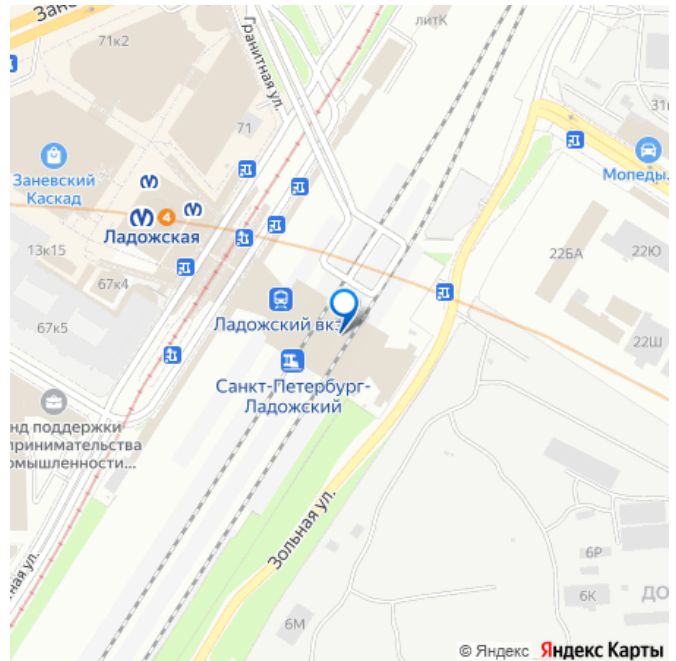 Зан
71к2
литК
Гранитная ул.
71
31
Заневский
Каскад
Мопеды.
4
Ладожская
13к15
67к4
22БА
22Ю
67к5
Ладожский вкз
22Ш
Санкт-Петербург-
Ладожский
нд поддержки
принимательства
омышленности...
Зольная ул.
ная ул.
6Р
6К
ДО
6М
© Яндекс Яндекс Карты